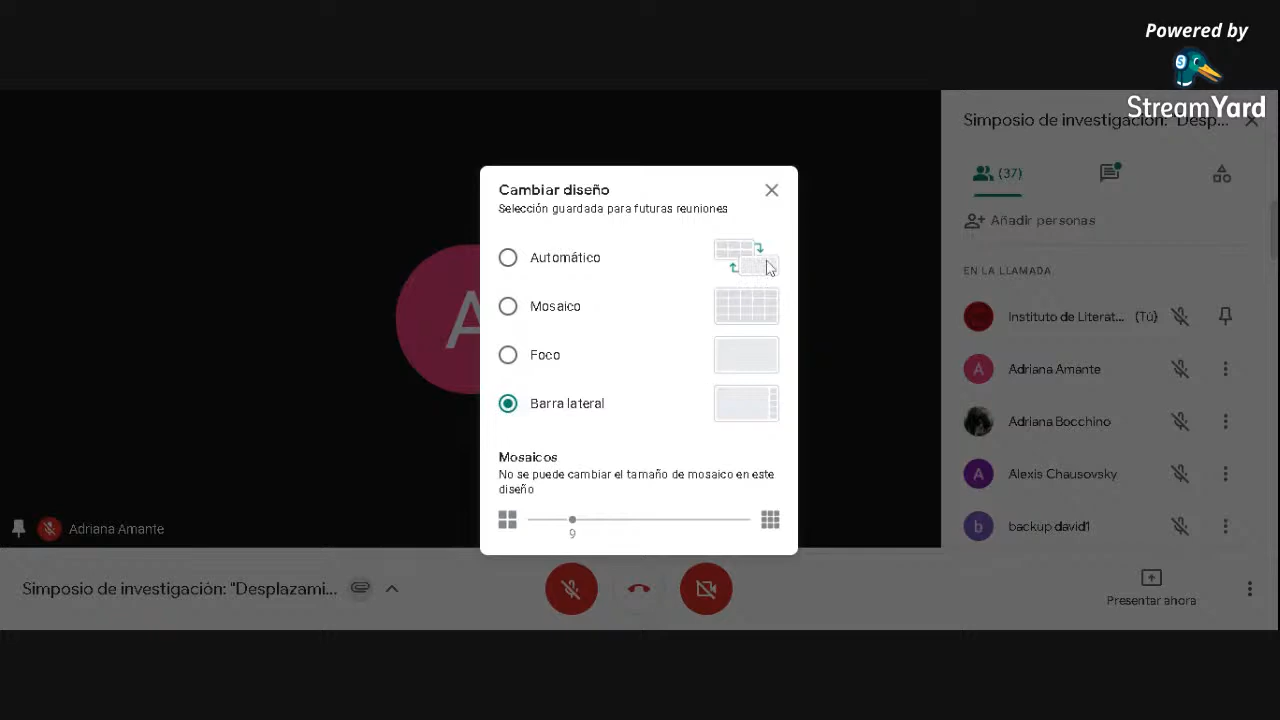 Powered by
StreamYard
Simposio de investigación: "Desp...
(37)
Añadir personas
EN LA LLAMADA
Instituto de Literat... (Tú)
Adriana Amante
Adriana Bocchino
Alexis Chausovsky
backup david1
Cambiar diseño
Selección guardada para futuras reuniones
Automático
Mosaico
Foco
Barra lateral
Mosaicos
No se puede cambiar el tamaño de mosaico en este
diseño
9
A
Adriana Amante
Simposio de investigación: "Desplazami...
Presentar ahora
A
A
b
S